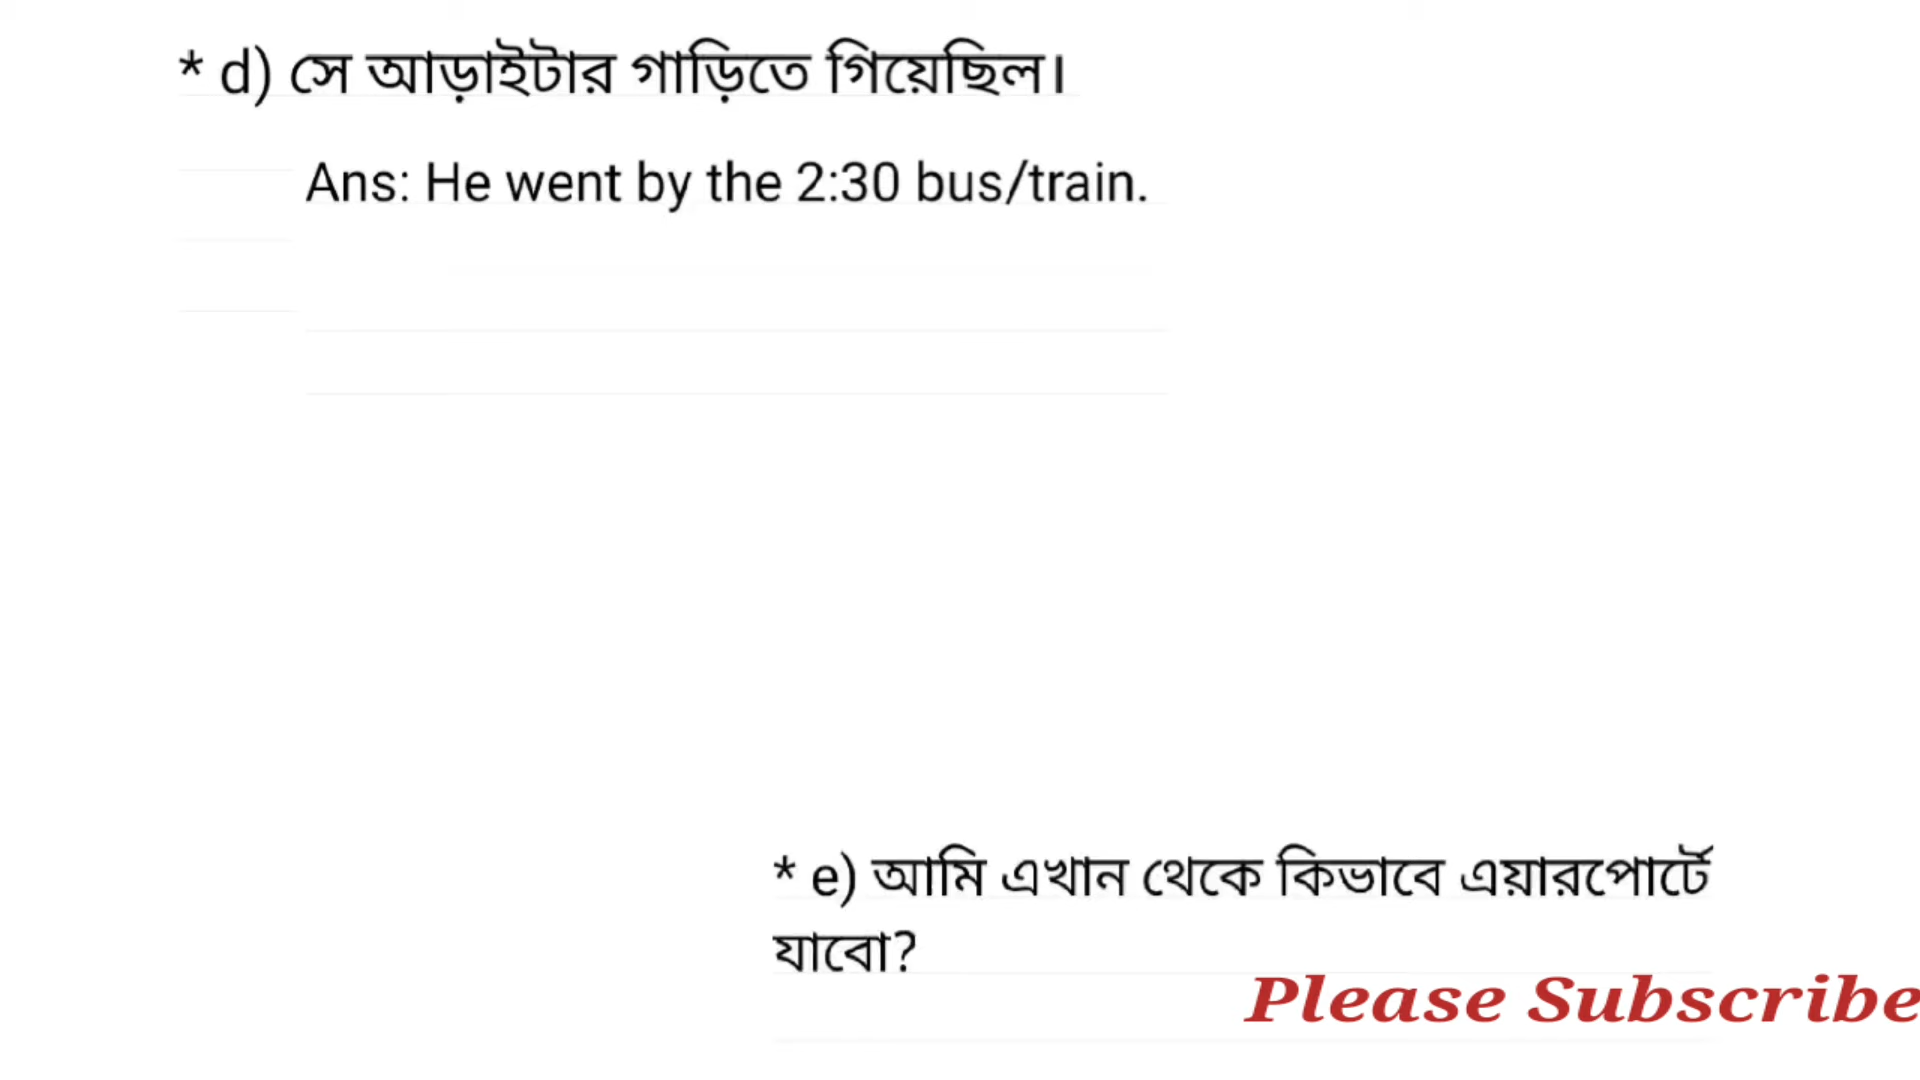 * d) সে আড়াইটার গাড়িতে গিয়েছিল।
Ans: He went by the 2:30 bus/train.
* e) আমি এখান থেকে কিভাবে এয়ারপোর্টে
যাবো?
Please Subscribe